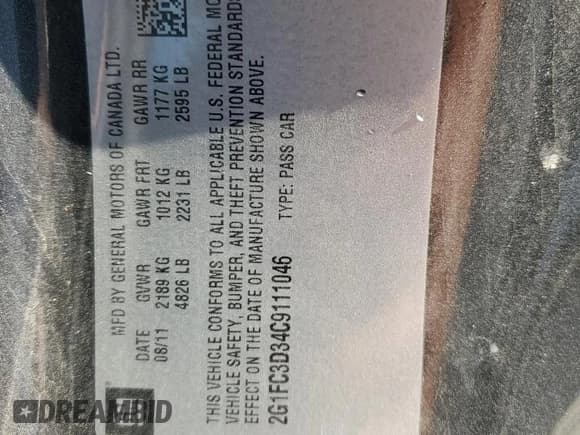 MFD BY GENERAL MOTORS OF CANADA LTD.
DATE GVWR GAWR FRT GAWR RR
08/11 2189 KG 1012 KG 1177 KG
4826 LB 2231 LB 2595 LB
THIS VEHICLE CONFORMS TO ALL APPLICABLE U.S. FEDERAL MO
VEHICLE SAFETY, BUMPER, AND THEFT PREVENTION STANDARDS
EFFECT ON THE DATE OF MANUFACTURE SHOWN ABOVE.
2G1FC3D34C9111046 TYPE: PASS CAR
DREAMBID